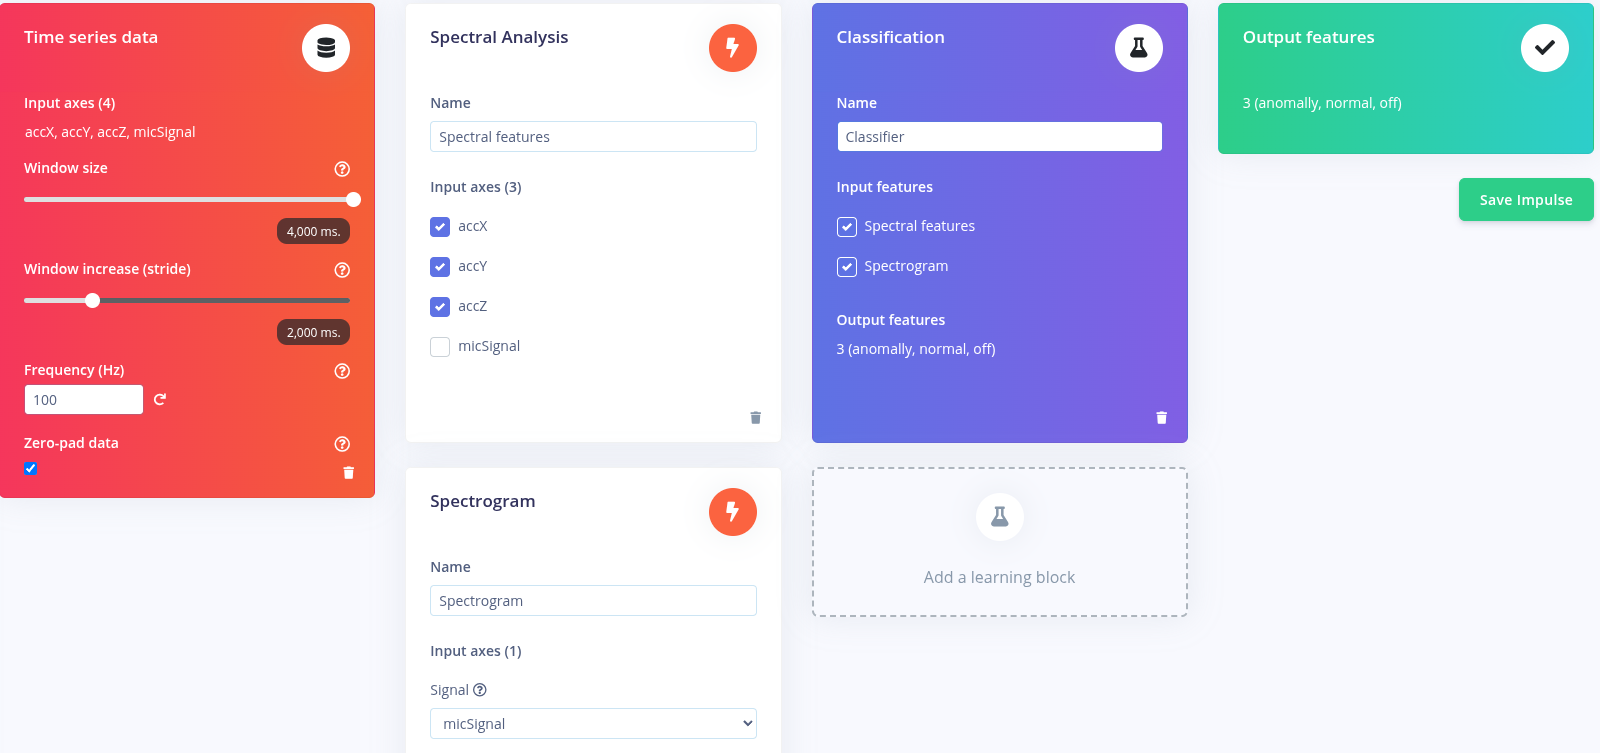 Time series data
Input axes (4)
accX, accY, accZ, micSignal
Window size
4,000 ms.
Window increase (stride)
2,000 ms.
Frequency (Hz)
100
Zero-pad data
Spectral Analysis
Name
Spectral features
Input axes (3)
accX
accY
accZ
micSignal
Spectrogram
Name
Spectrogram
Input axes (1)
Signal
micSignal
Classification
Name
Classifier
Input features
Spectral features
Spectrogram
Output features
3 (anomally, normal, off)
Add a learning block
Output features
3 (anomally, normal, off)
Save Impulse